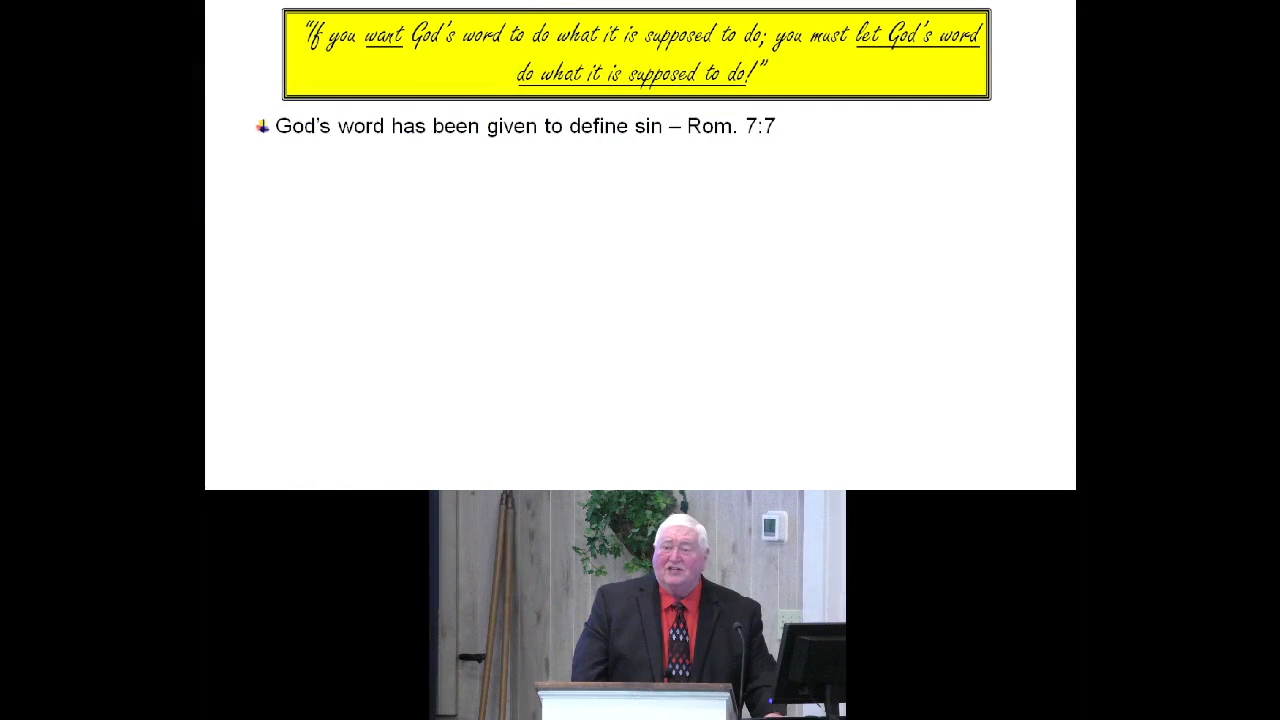 “If you want God’s word to do what it is supposed to do; you must let God’s word
do what it is supposed to do!”
God’s word has been given to define sin – Rom. 7:7